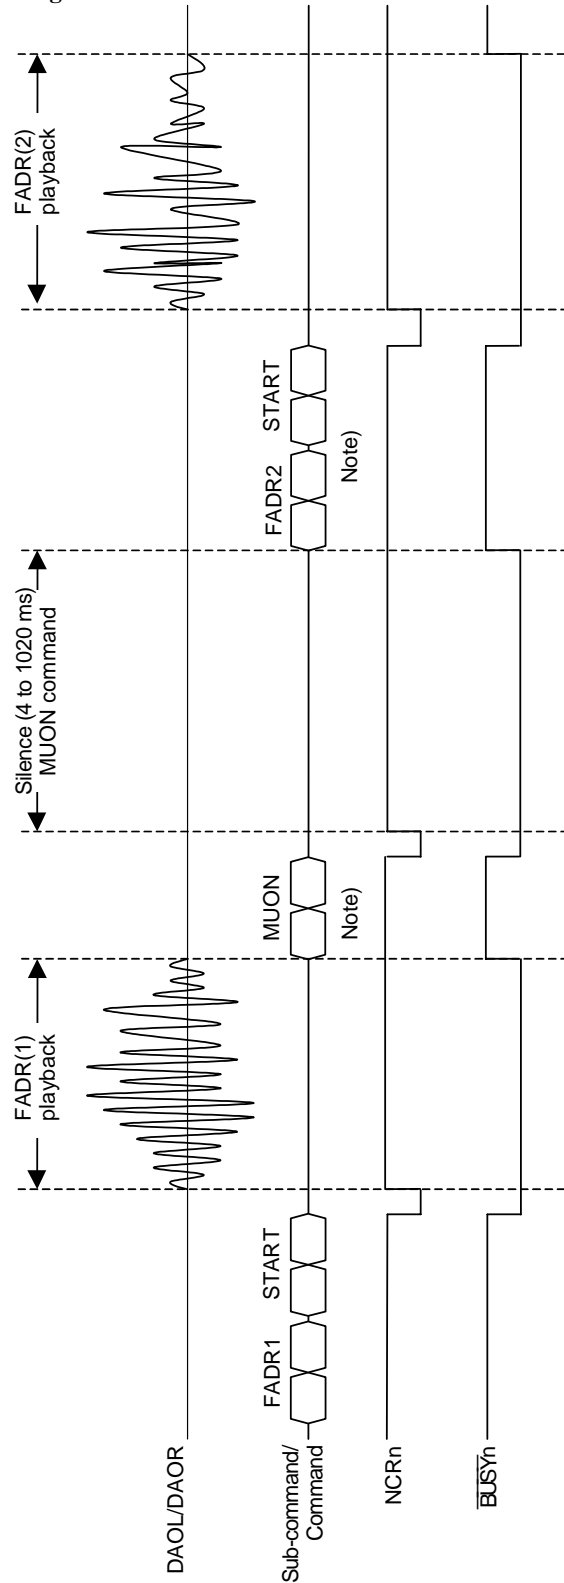 FADR(1)
playback
Silence (4 to 1020 ms)
MUON command
FADR(2)
playback
DAOL/DAOR
Sub-command/
Command
FADR1
START
MUON
Note)
FADR2
START
Note)
NCRn
BUSYn